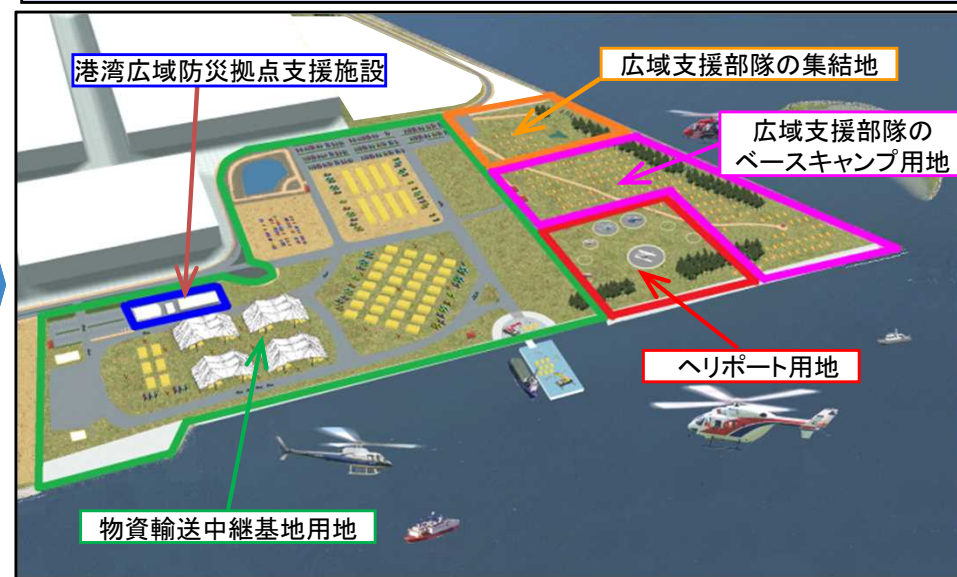 港湾広域防災拠点支援施設
広域支援部隊の集結地
広域支援部隊の
ベースキャンプ用地
ヘリポート用地
物資輸送中継基地用地